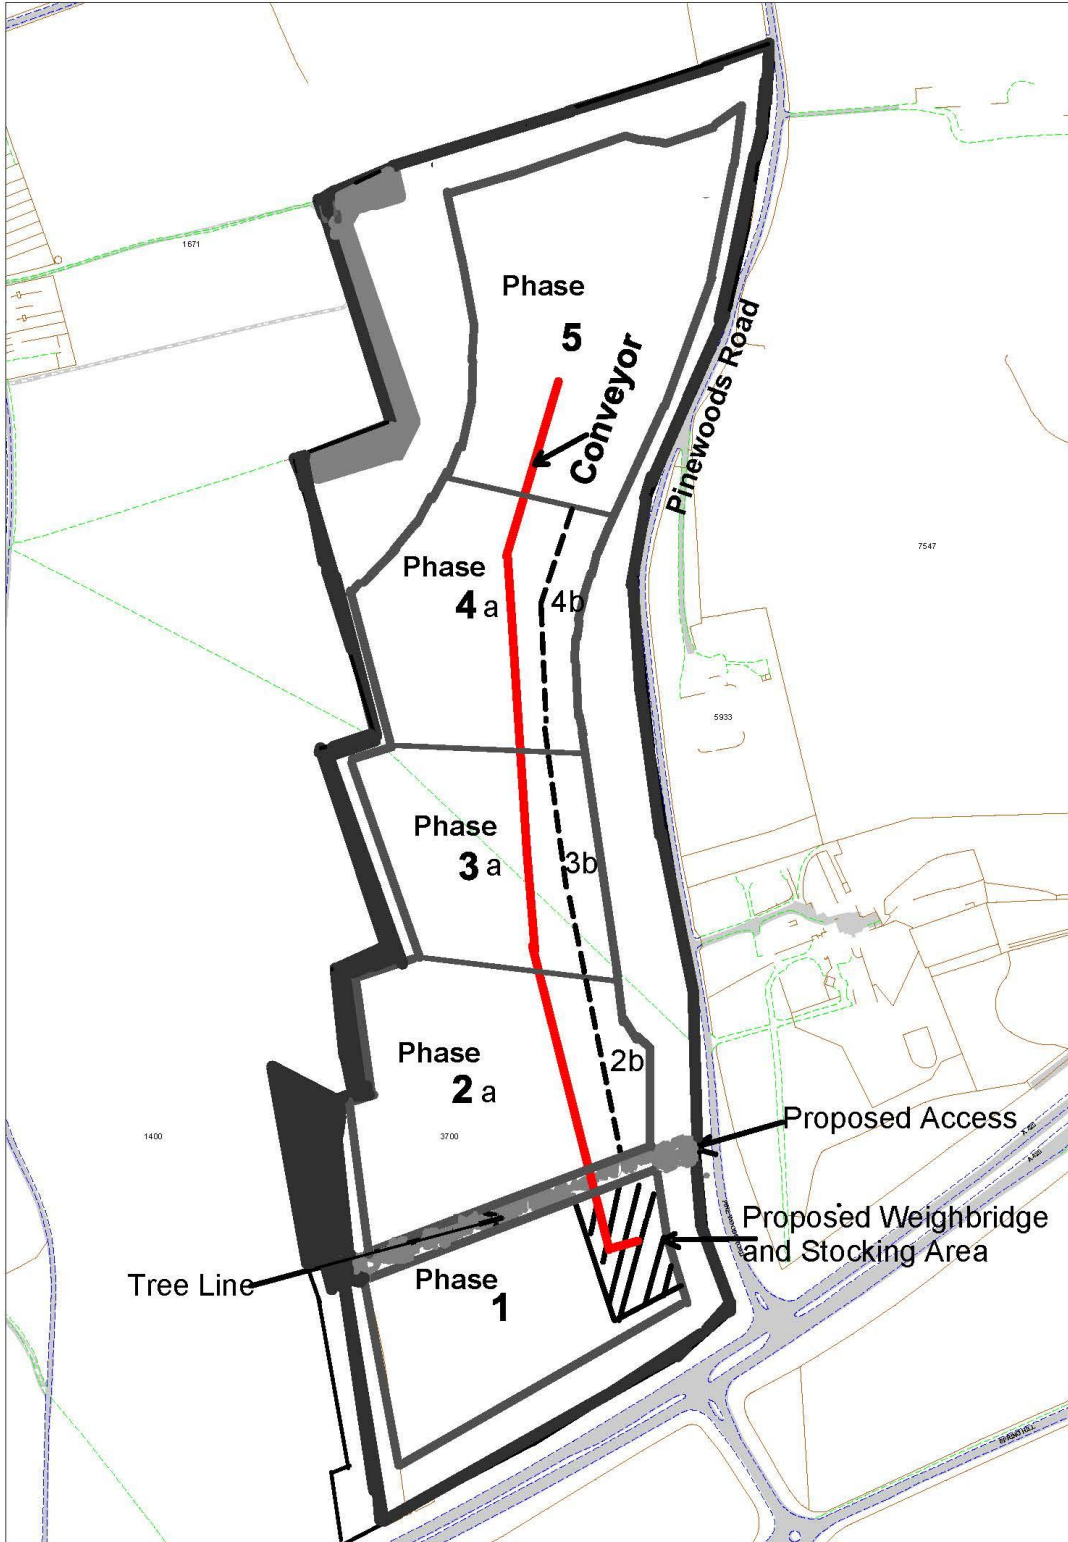 1671
Phase
5
Conveyor
Pinewoods Road
Phase
4 a
4b
7547
5933
Phase
3 a
3b
Phase
2 a
2b
1400
3700
Proposed Access
Proposed Weighbridge
and Stocking Area
Tree Line
Phase
1